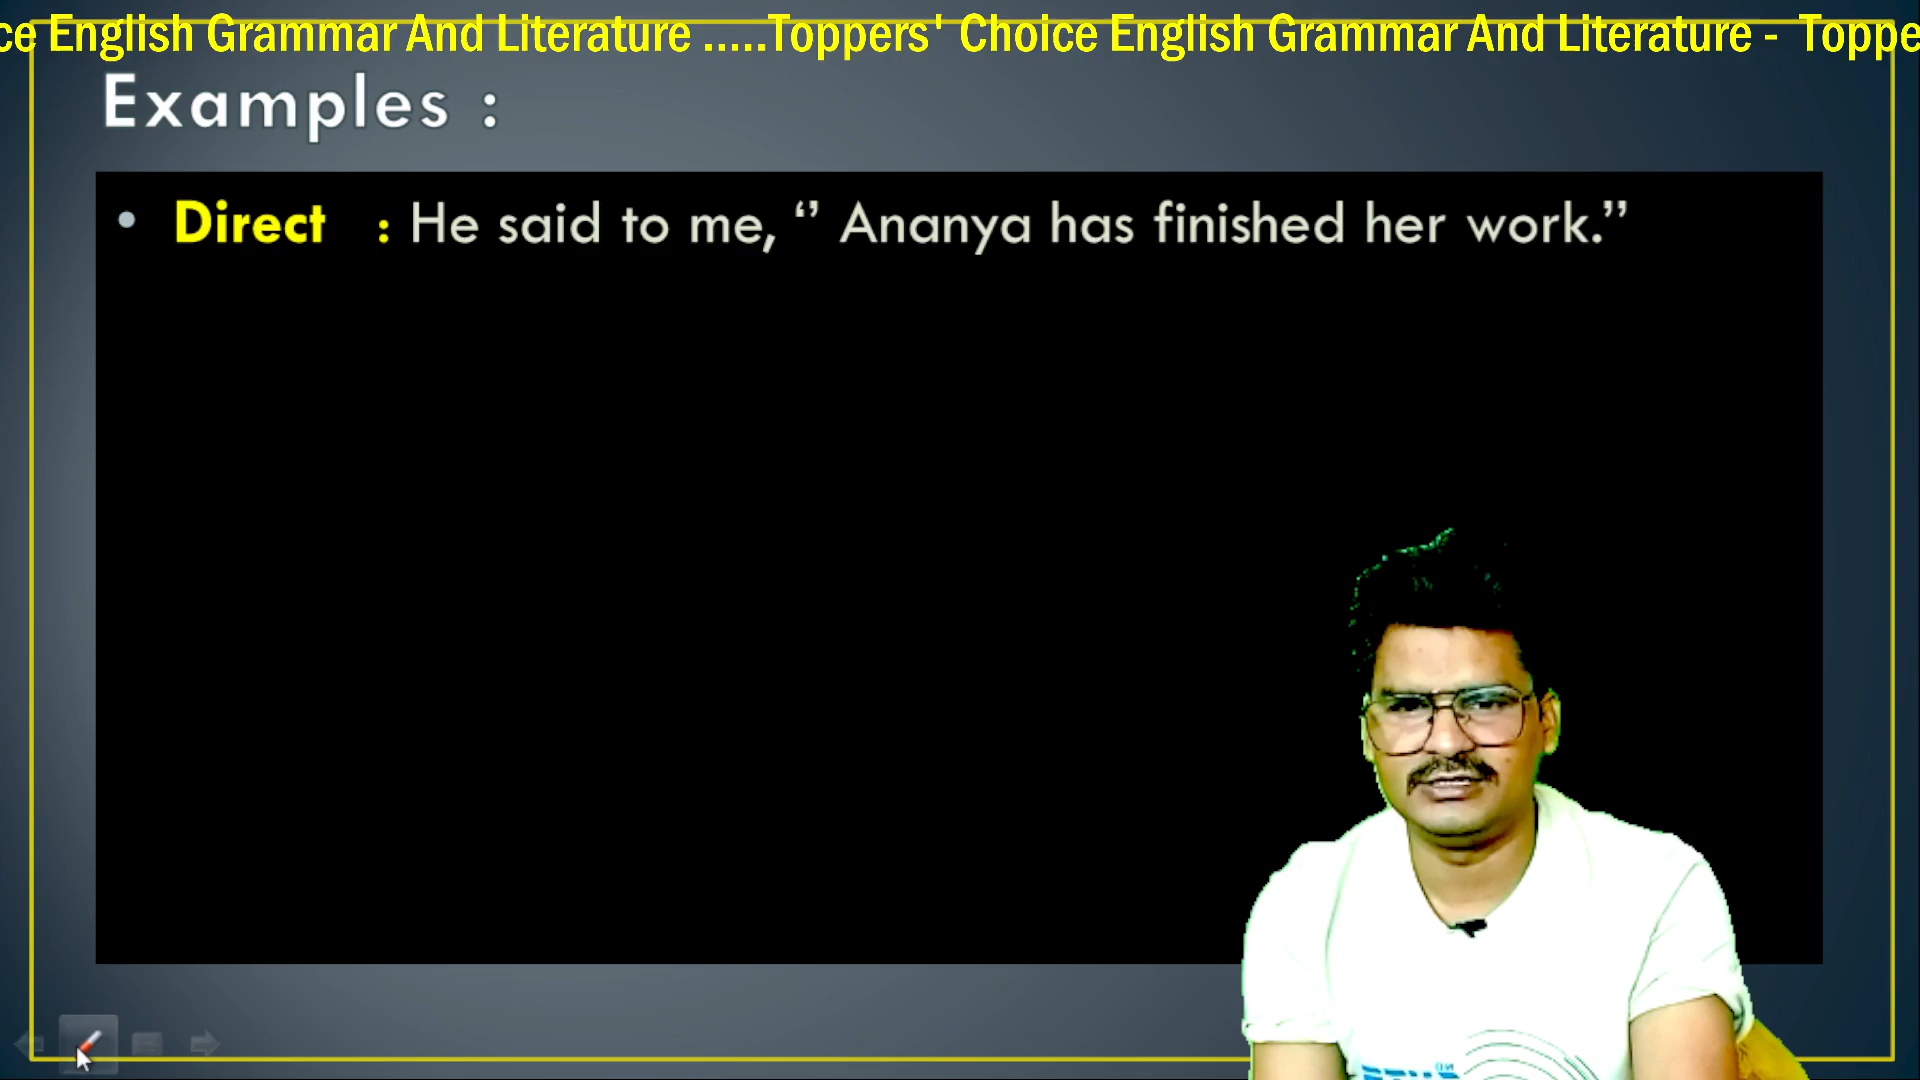 ce English Grammar And Literature .....Toppers' Choice English Grammar And Literature - Toppe
Examples :
• Direct : He said to me, ‘’ Ananya has finished her work.’’